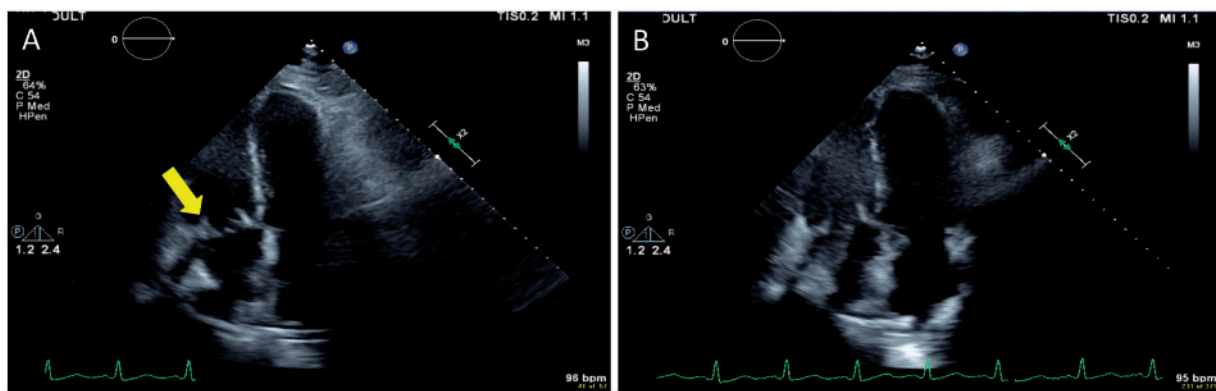 A
DULT
TIS0.2 MI 1.1
0
P
M3
2D
64%
C 54
P Med
HPen
X2
G
P R
1.2 2.4
96 bpm
B
DULT
TIS0.2 MI 1.1
0
P
M3
2D
63%
C 54
P Med
HPen
X2
G
P R
1.2 2.4
95 bpm